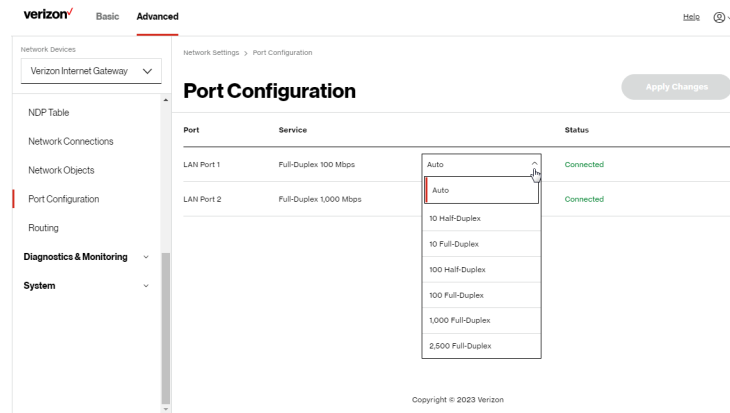 verizon✓ Basic Advanced Help
Network Devices
Verizon Internet Gateway
NDP Table
Network Connections
Network Objects
Port Configuration
Routing
Diagnostics & Monitoring
System
Network Settings > Port Configuration
Port Configuration
Apply Changes
Port Service Status
LAN Port 1 Full-Duplex 100 Mbps Auto Connected
LAN Port 2 Full-Duplex 1,000 Mbps Connected
Auto
10 Half-Duplex
10 Full-Duplex
100 Half-Duplex
100 Full-Duplex
1,000 Full-Duplex
2,500 Full-Duplex
Copyright © 2023 Verizon